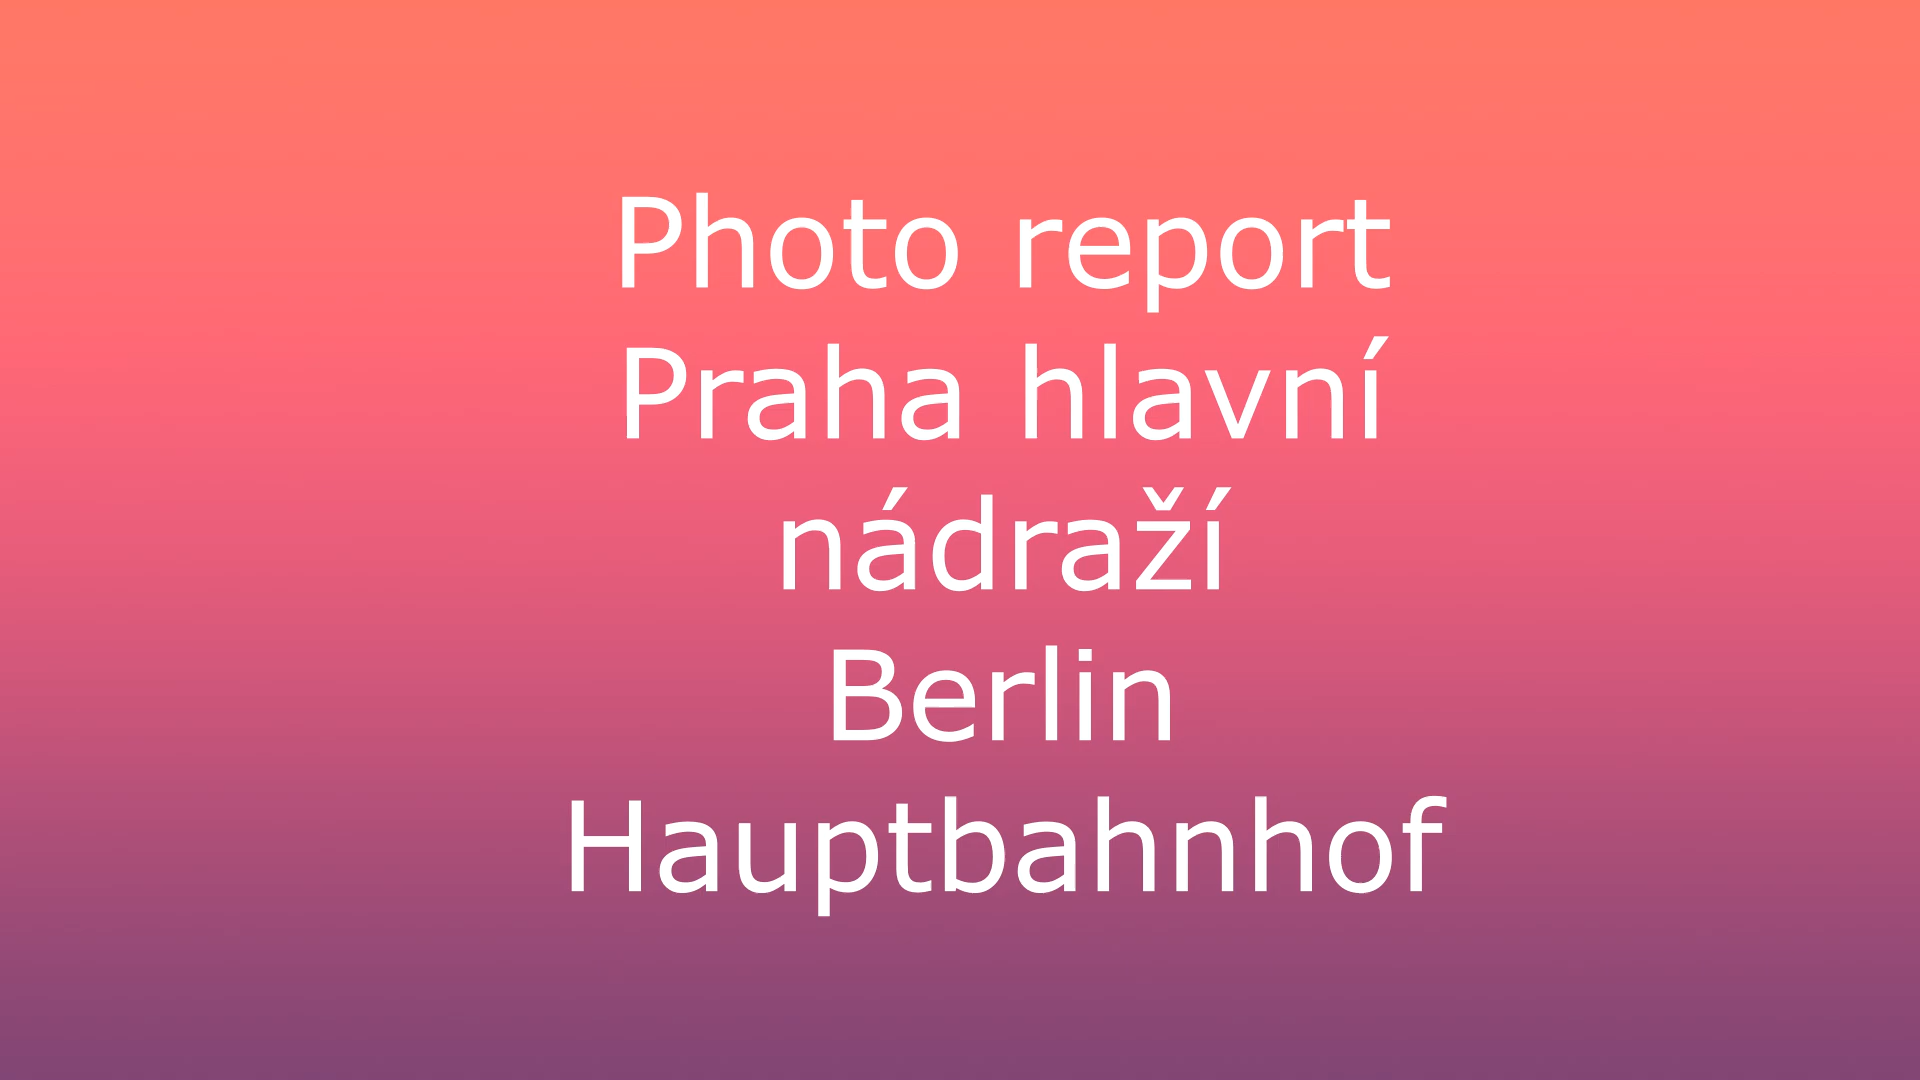 Photo report
Praha hlavní
nádraží
Berlin
Hauptbahnhof